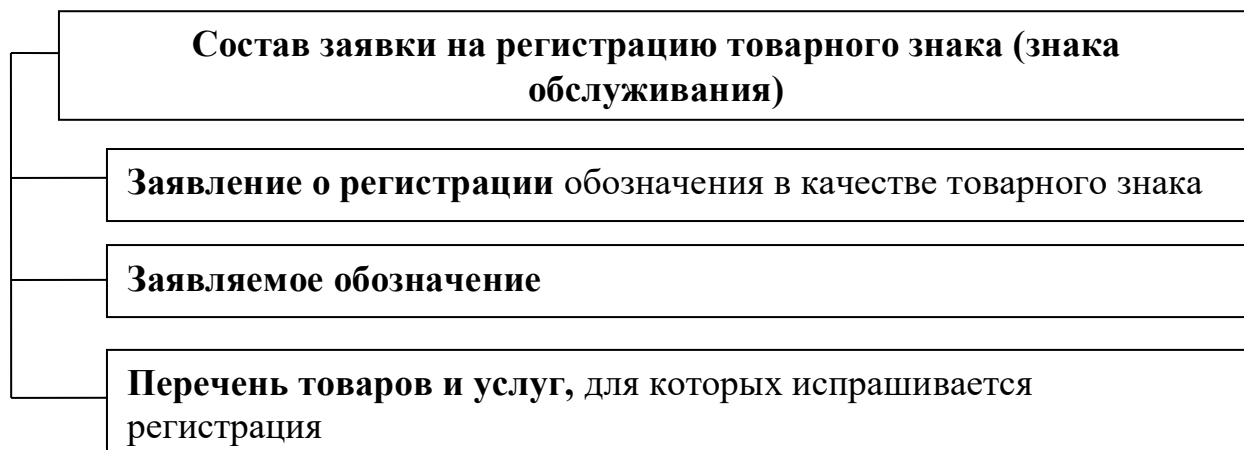 Состав заявки на регистрацию товарного знака (знака
обслуживания)
Заявление о регистрации обозначения в качестве товарного знака
Заявляемое обозначение
Перечень товаров и услуг, для которых испрашивается
регистрация